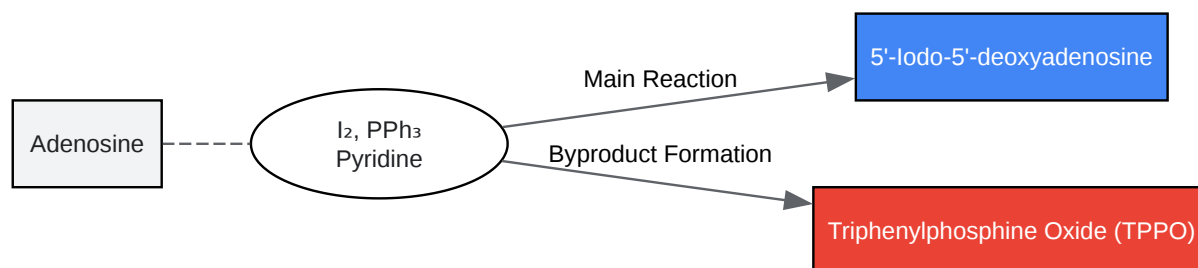 Adenosine
I₂, PPh₃
Pyridine
Main Reaction
Byproduct Formation
5'-Iodo-5'-deoxyadenosine
Triphenylphosphine Oxide (TPPO)